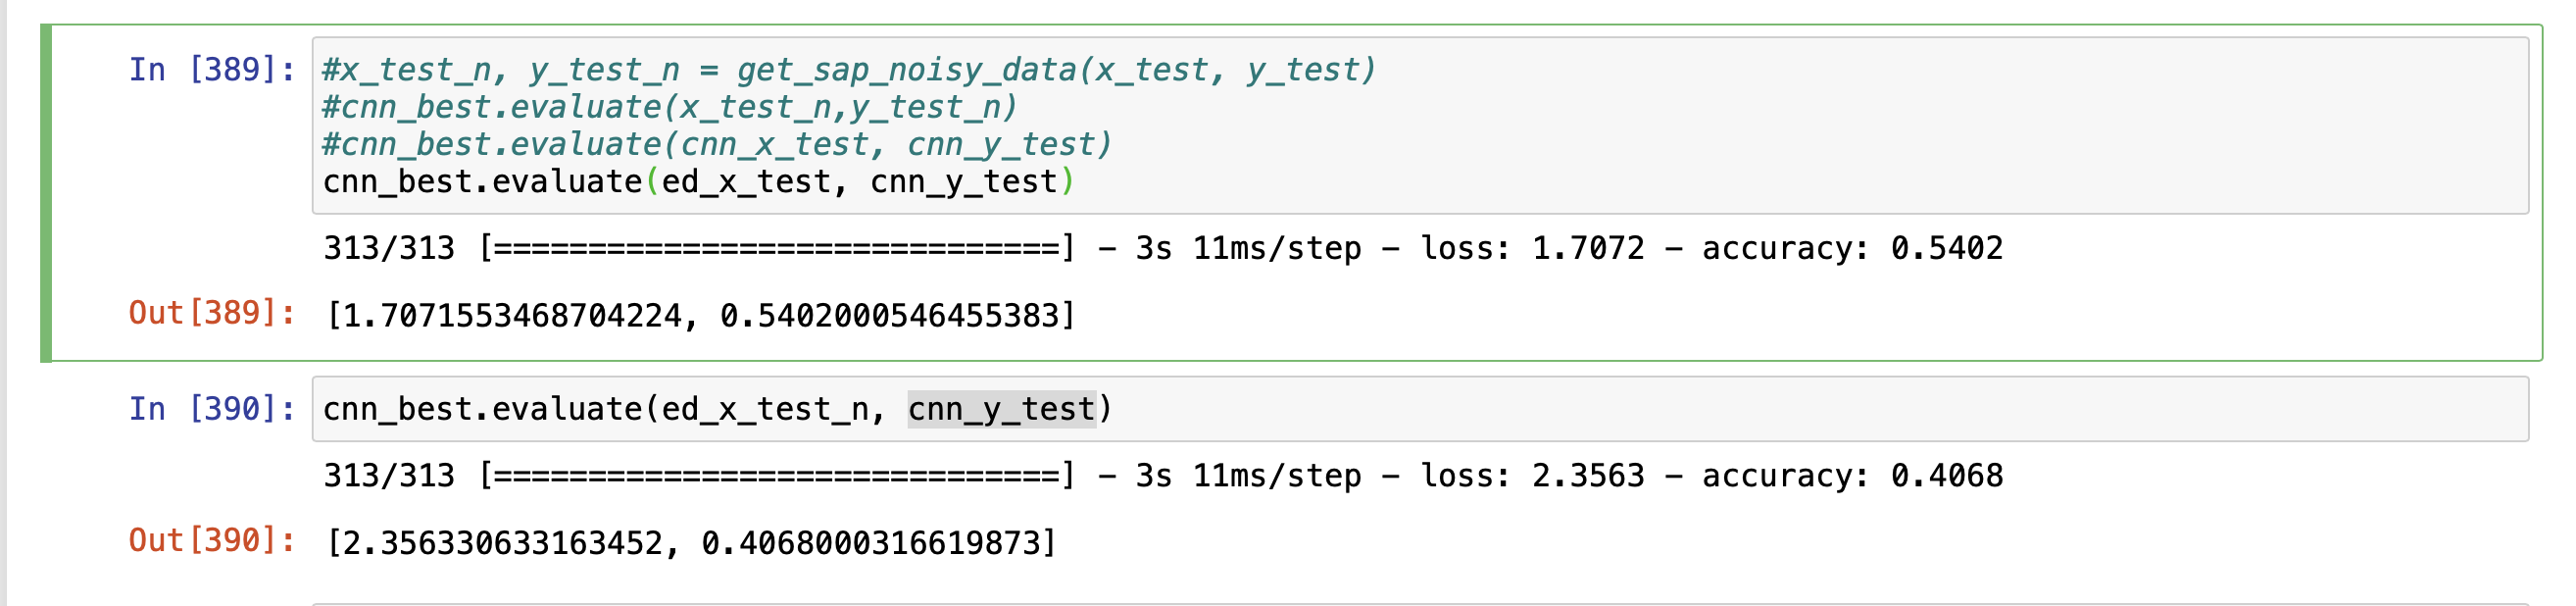 In [389]: #x_test_n, y_test_n = get_sap_noisy_data(x_test, y_test)
#cnn_best.evaluate(x_test_n,y_test_n)
#cnn_best.evaluate(cnn_x_test, cnn_y_test)
cnn_best.evaluate(ed_x_test, cnn_y_test)
313/313 [==============================] - 3s 11ms/step - loss: 1.7072 - accuracy: 0.5402
Out[389]: [1.7071553468704224, 0.5402000546455383]
In [390]: cnn_best.evaluate(ed_x_test_n, cnn_y_test)
313/313 [==============================] - 3s 11ms/step - loss: 2.3563 - accuracy: 0.4068
Out[390]: [2.356330633163452, 0.4068000316619873]